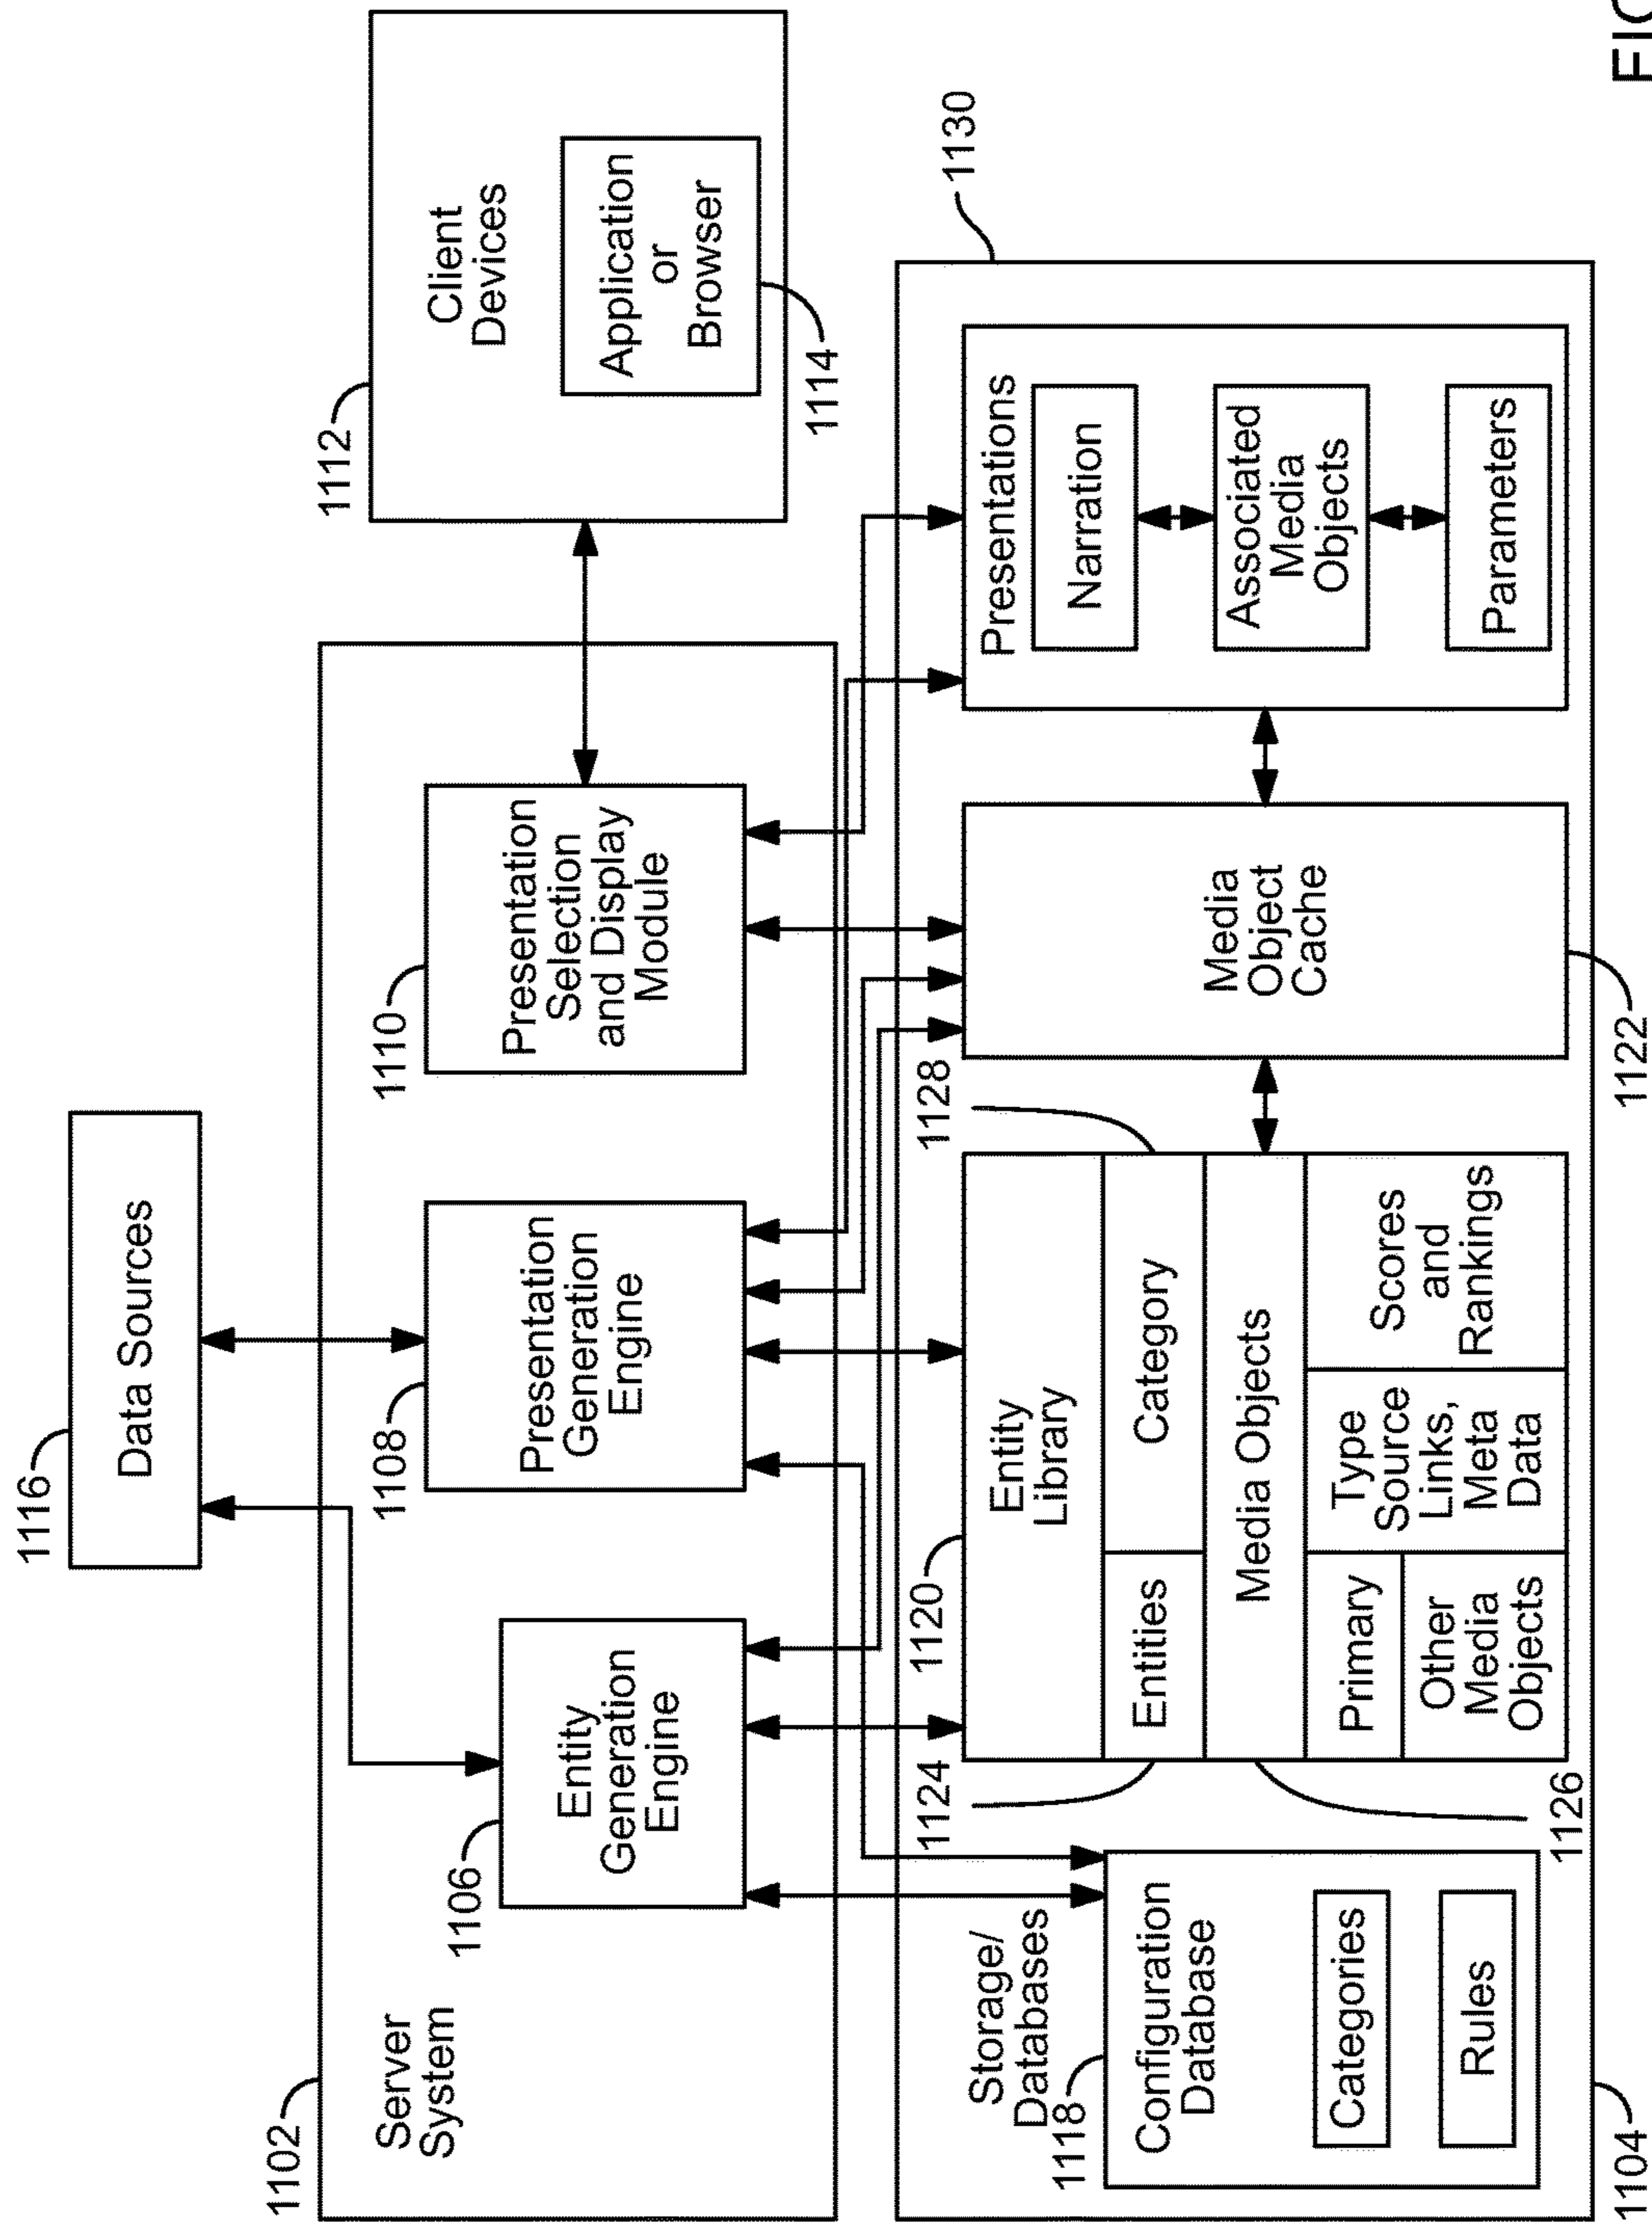 1116
Data Sources
1102
Server
System
1106
Entity
Generation
Engine
1108
Presentation
Generation
Engine
1110
Presentation
Selection
and Display
Module
1112
Client
Devices
Application
or
Browser
1114
Storage/
Databases
1118
Configuration
Database
Categories
Rules
1104
1120
Entity
Library
1124
Entities
1128
Category
Media Objects
1126
Primary
Other
Media
Objects
Type
Source
Links,
Meta
Data
Scores
and
Rankings
Media
Object
Cache
1122
1130
Presentations
Narration
Associated
Media
Objects
Parameters